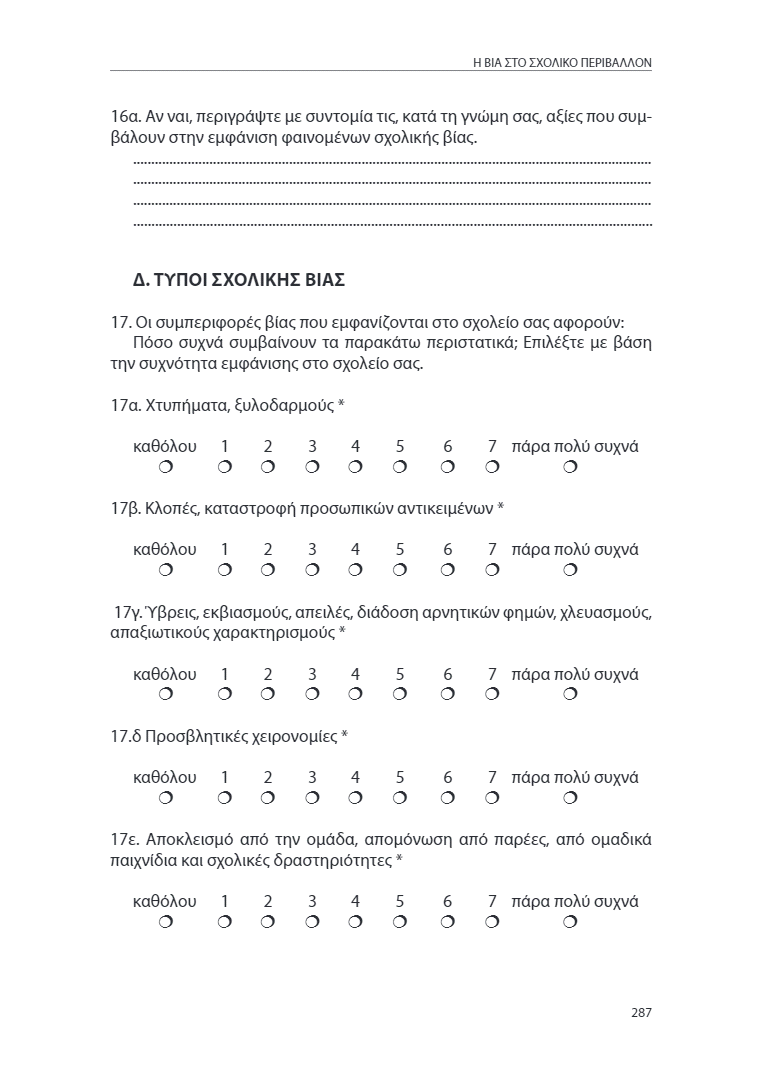 Η ΒΙΑ ΣΤΟ ΣΧΟΛΙΚΟ ΠΕΡΙΒΑΛΛΟΝ
16α. Αν ναι, περιγράψτε με συντομία τις, κατά τη γνώμη σας, αξίες που συμ-
βάλουν στην εμφάνιση φαινομένων σχολικής βίας.
Δ. ΤΥΠΟΙ ΣΧΟΛΙΚΗΣ ΒΙΑΣ
17. Οι συμπεριφορές βίας που εμφανίζονται στο σχολείο σας αφορούν:
Πόσο συχνά συμβαίνουν τα παρακάτω περιστατικά; Επιλέξτε με βάση
την συχνότητα εμφάνισης στο σχολείο σας.
17α. Χτυπήματα, ξυλοδαρμούς *
καθόλου 1 2 3 4 5 6 7 πάρα πολύ συχνά
17β. Κλοπές, καταστροφή προσωπικών αντικειμένων *
καθόλου 1 2 3 4 5 6 7 πάρα πολύ συχνά
17γ. Ύβρεις, εκβιασμούς, απειλές, διάδοση αρνητικών φημών, χλευασμούς,
απαξιωτικούς χαρακτηρισμούς *
καθόλου 1 2 3 4 5 6 7 πάρα πολύ συχνά
17.δ Προσβλητικές χειρονομίες *
καθόλου 1 2 3 4 5 6 7 πάρα πολύ συχνά
17ε. Αποκλεισμό από την ομάδα, απομόνωση από παρέες, από ομαδικά
παιχνίδια και σχολικές δραστηριότητες *
καθόλου 1 2 3 4 5 6 7 πάρα πολύ συχνά
287